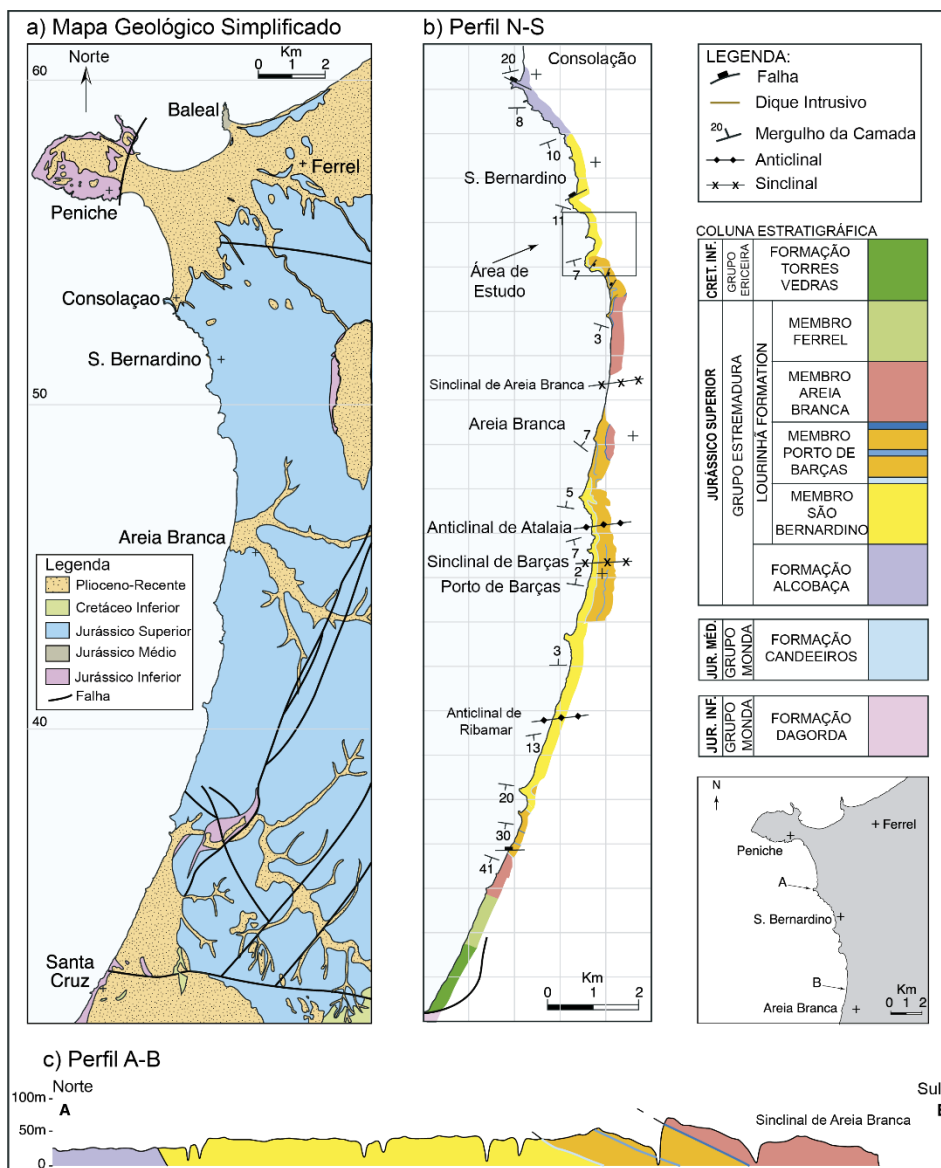 a) Mapa Geológico Simplificado
Norte
Km
0 1 2
60
Baleal
Ferrel
Peniche
Consolaçao
S. Bernardino
50
Areia Branca
Legenda
Plioceno-Recente
Cretáceo Inferior
Jurássico Superior
Jurássico Médio
Jurássico Inferior
Falha
40
Santa
Cruz
b) Perfil N-S
Consolação
20
8
10
S. Bernardino
11
Área de
Estudo
7
3
Sinclinal de Areia Branca
Areia Branca
7
5
Anticlinal de Atalaia
7
Sinclinal de Barças
2
Porto de Barças
3
Anticlinal de
Ribamar
13
20
30
41
Km
0 1 2
LEGENDA:
Falha
Dique Intrusivo
20
Mergulho da Camada
Anticlinal
Sinclinal
COLUNA ESTRATIGRÁFICA
CRET. INF.
GRUPO
ERICEIRA
FORMAÇÃO
TORRES
VEDRAS
JURÁSSICO SUPERIOR
GRUPO ESTREMADURA
LOURINHÃ FORMATION
MEMBRO
FERREL
MEMBRO
AREIA
BRANCA
MEMBRO
PORTO DE
BARÇAS
MEMBRO
SÃO
BERNARDINO
FORMAÇÃO
ALCOBAÇA
JUR. MÉD.
GRUPO
MONDA
FORMAÇÃO
CANDEEIROS
JUR. INF.
GRUPO
MONDA
FORMAÇÃO
DAGORDA
N
Ferrel
Peniche
A
S. Bernardino
B
Km
0 1 2
Areia Branca
c) Perfil A-B
Norte
Sul
100m
A
50m
Sinclinal de Areia Branca
0